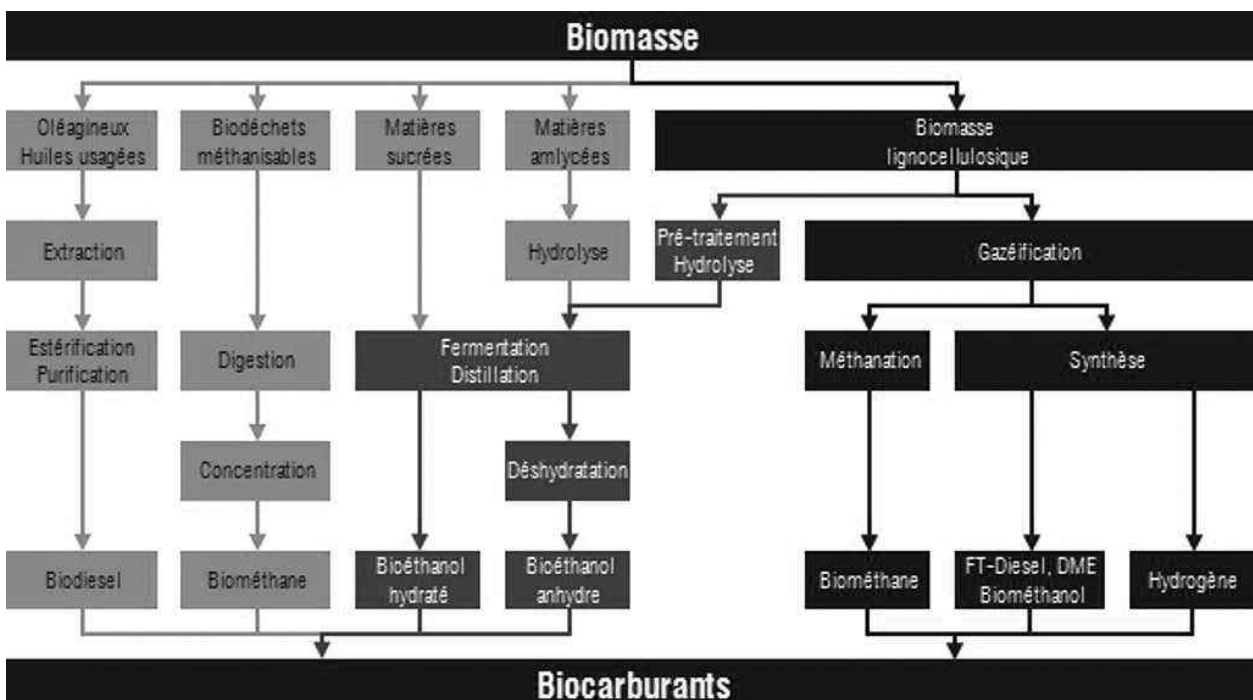 Biomasse
Oléagineux
Huiles usagées
Biodéchets
méthanisables
Matières
sucrées
Matières
amlycées
Biomasse
lignocellulosique
Extraction
Hydrolyse
Pré-traitement
Hydrolyse
Gazéification
Estérification
Purification
Digestion
Fermentation
Distillation
Méthanation
Synthèse
Concentration
Déshydratation
Biodiesel
Biométhane
Bioéthanol
hydraté
Bioéthanol
anhydre
Biométhane
FT-Diesel, DME
Biométhanol
Hydrogène
Biocarburants